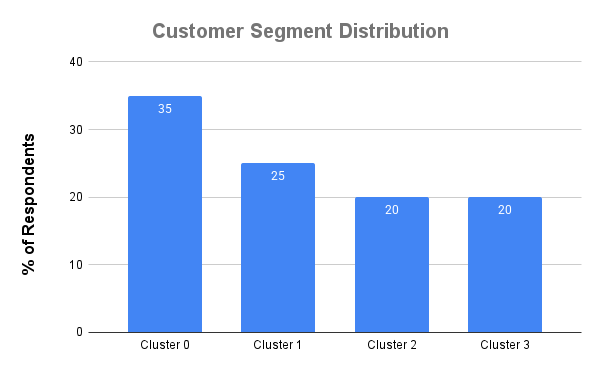 Customer Segment Distribution
% of Respondents
40
30
20
10
0
35
25
20
20
Cluster 0
Cluster 1
Cluster 2
Cluster 3